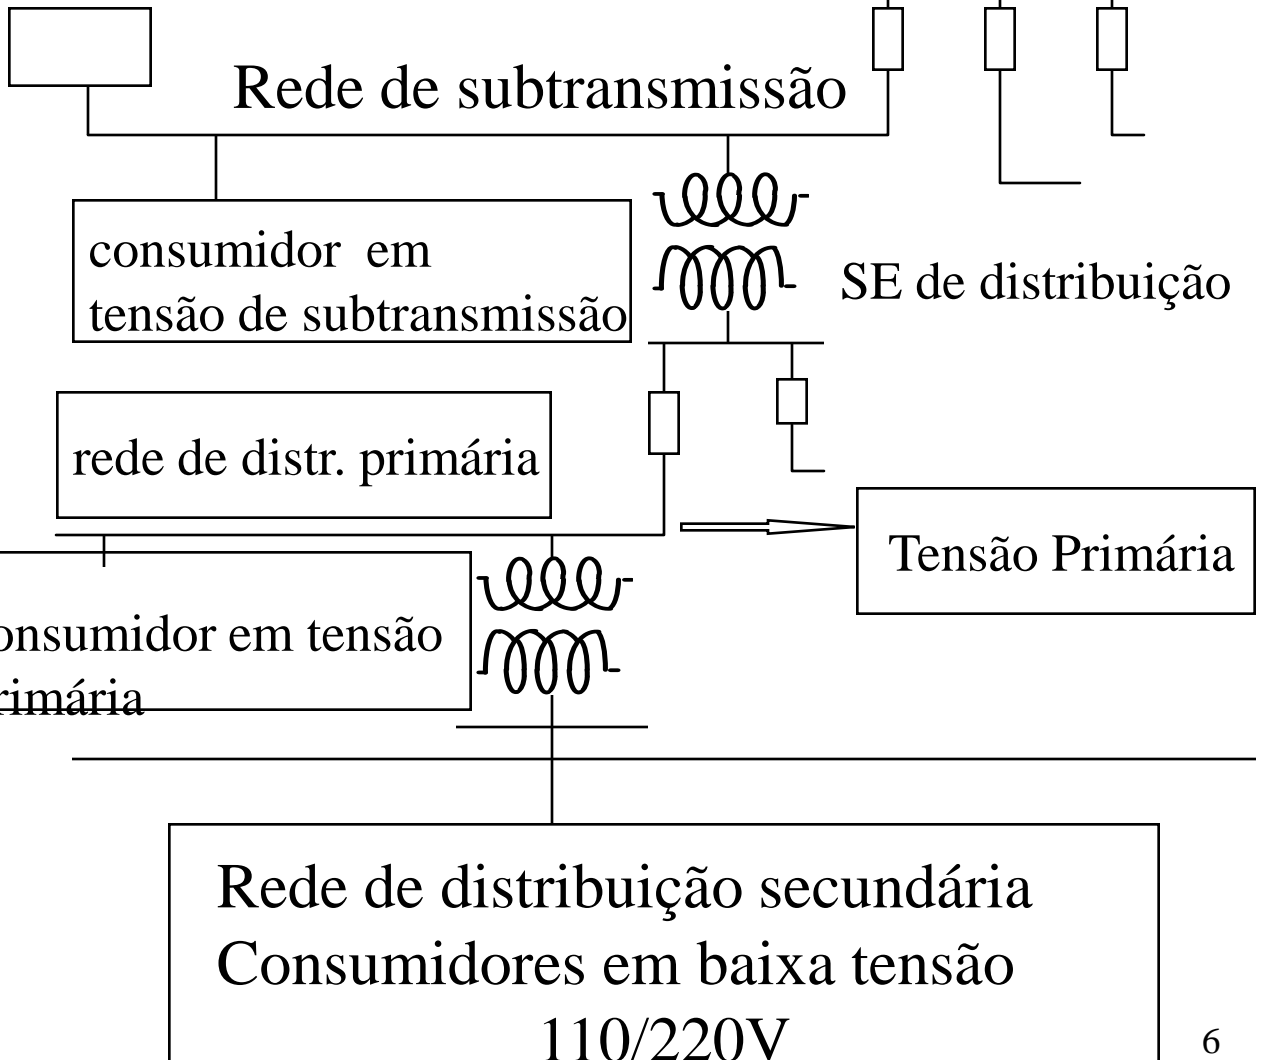 Rede de subtransmissão
consumidor em
tensão de subtransmissão
SE de distribuição
rede de distr. primária
Tensão Primária
onsumidor em tensão
rimária
Rede de distribuição secundária
Consumidores em baixa tensão
110/220V
6